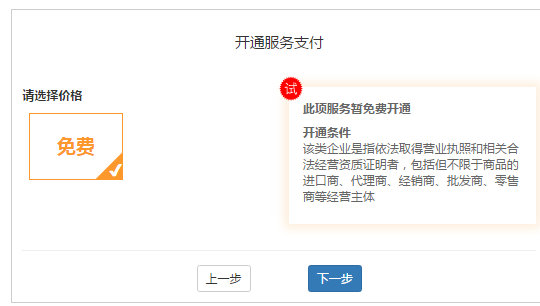 开通服务支付
请选择价格
免费
试
此项服务暂免费开通
开通条件
该类企业是指依法取得营业执照和相关合
法经营资质证明者，包括但不限于商品的
进口商、代理商、经销商、批发商、零售
商等经营主体
上一步
下一步